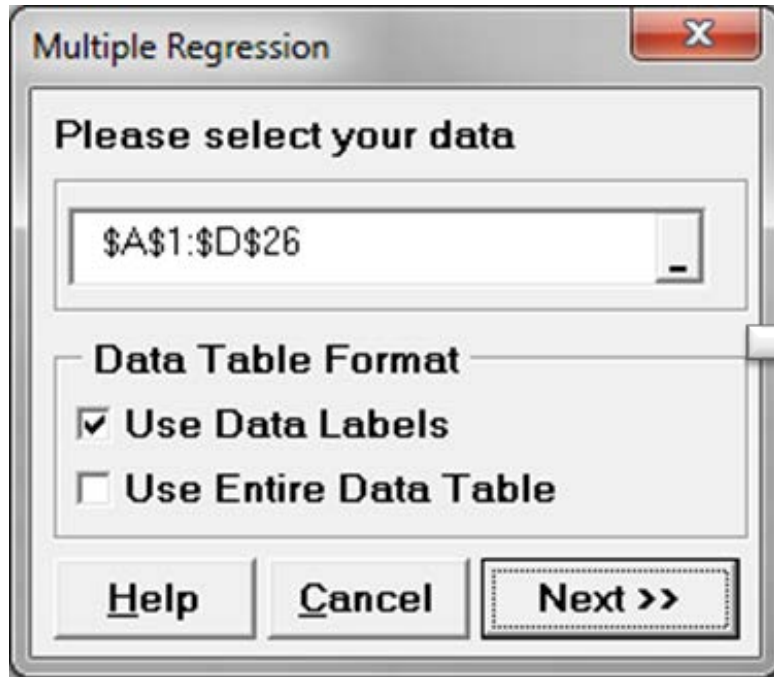 Multiple Regression
Please select your data
$A$1:$D$26
Data Table Format
Use Data Labels
Use Entire Data Table
Help Cancel Next >>